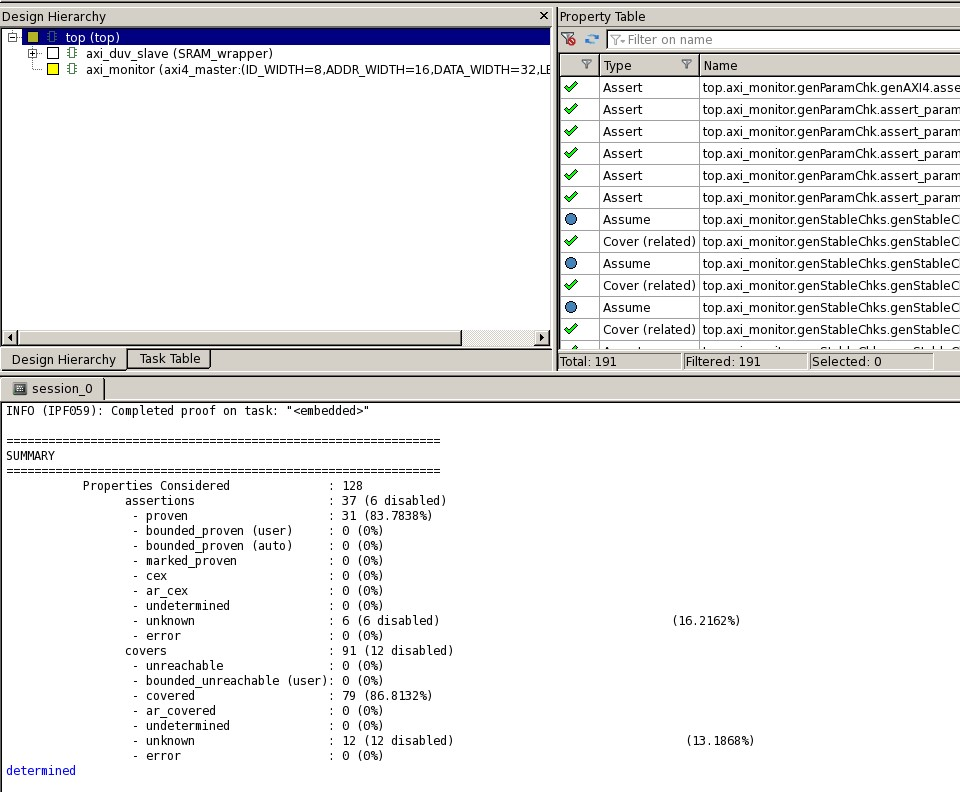 Design Hierarchy
top (top)
axi_duv_slave (SRAM_wrapper)
axi_monitor (axi4_master:(ID_WIDTH=8,ADDR_WIDTH=16,DATA_WIDTH=32,LE
Design Hierarchy
Task Table
Property Table
Filter on name
Type Name
Assert top.axi_monitor.genParamChk.genAXI4.asse
Assert top.axi_monitor.genParamChk.assert_param
Assert top.axi_monitor.genParamChk.assert_param
Assert top.axi_monitor.genParamChk.assert_param
Assert top.axi_monitor.genParamChk.assert_param
Assert top.axi_monitor.genParamChk.assert_param
Assume top.axi_monitor.genStableChks.genStableCl
Cover (related) top.axi_monitor.genStableChks.genStableCl
Assume top.axi_monitor.genStableChks.genStableCl
Cover (related) top.axi_monitor.genStableChks.genStableCl
Assume top.axi_monitor.genStableChks.genStableCl
Cover (related) top.axi_monitor.genStableChks.genStableCl
Total: 191 Filtered: 191 Selected: 0
session_0
INFO (IPF059): Completed proof on task: "<embedded>"
==============================================================
SUMMARY
==============================================================
Properties Considered : 128
assertions : 37 (6 disabled)
- proven : 31 (83.7838%)
- bounded_proven (user) : 0 (0%)
- bounded_proven (auto) : 0 (0%)
- marked_proven : 0 (0%)
- cex : 0 (0%)
- ar_cex : 0 (0%)
- undetermined : 0 (0%)
- unknown : 6 (6 disabled) (16.2162%)
- error : 0 (0%)
covers : 91 (12 disabled)
- unreachable : 0 (0%)
- bounded_unreachable (user): 0 (0%)
- covered : 79 (86.8132%)
- ar_covered : 0 (0%)
- undetermined : 0 (0%)
- unknown : 12 (12 disabled) (13.1868%)
- error : 0 (0%)
determined